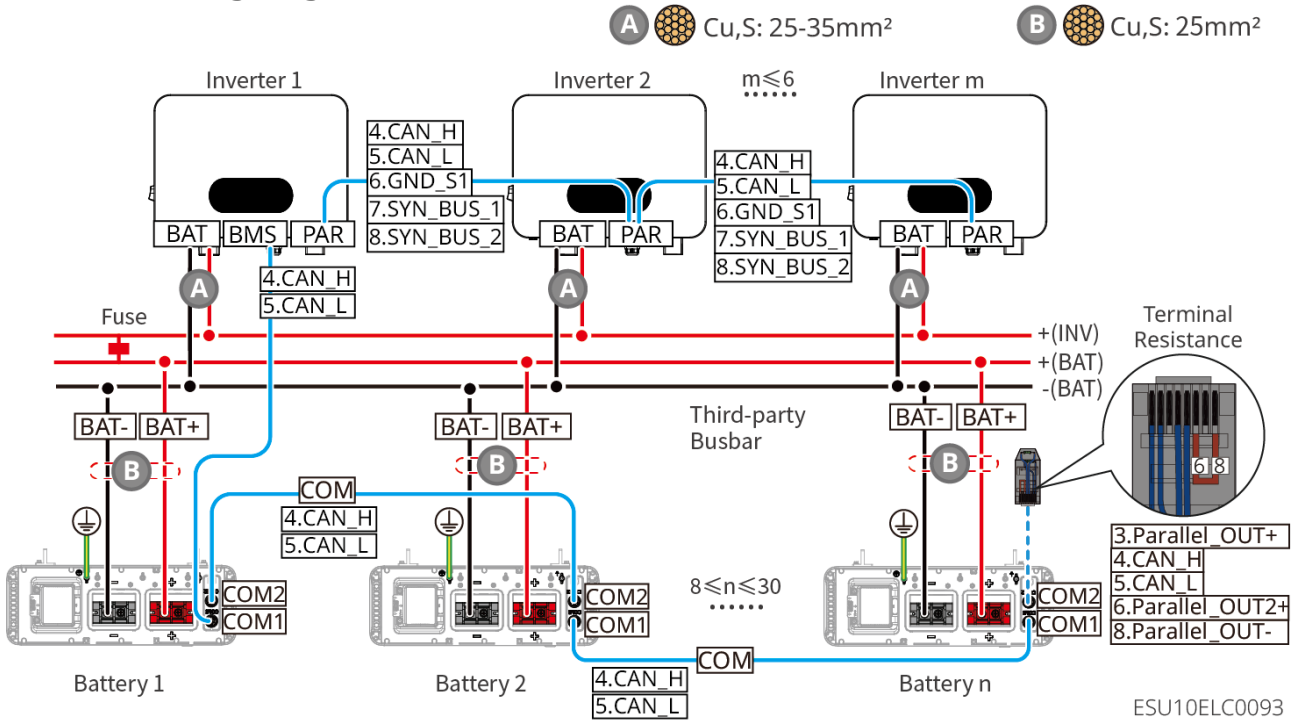 A Cu,S: 25-35mm²
B Cu,S: 25mm²
Inverter 1
Inverter 2
m≤6
Inverter m
4.CAN_H
5.CAN_L
6.GND_S1
7.SYN_BUS_1
8.SYN_BUS_2
4.CAN_H
5.CAN_L
6.GND_S1
7.SYN_BUS_1
8.SYN_BUS_2
BAT BMS PAR
BAT PAR
BAT PAR
4.CAN_H
5.CAN_L
A
A
A
Fuse
+(INV)
+(BAT)
-(BAT)
Terminal
Resistance
6 8
BAT- BAT+
BAT- BAT+
Third-party
Busbar
BAT- BAT+
B
B
B
COM
4.CAN_H
5.CAN_L
3.Parallel_OUT+
4.CAN_H
5.CAN_L
6.Parallel_OUT2+
8.Parallel_OUT-
COM2
COM1
COM2
COM1
8≤n≤30
COM2
COM1
COM
4.CAN_H
5.CAN_L
Battery 1
Battery 2
Battery n
ESU10ELC0093